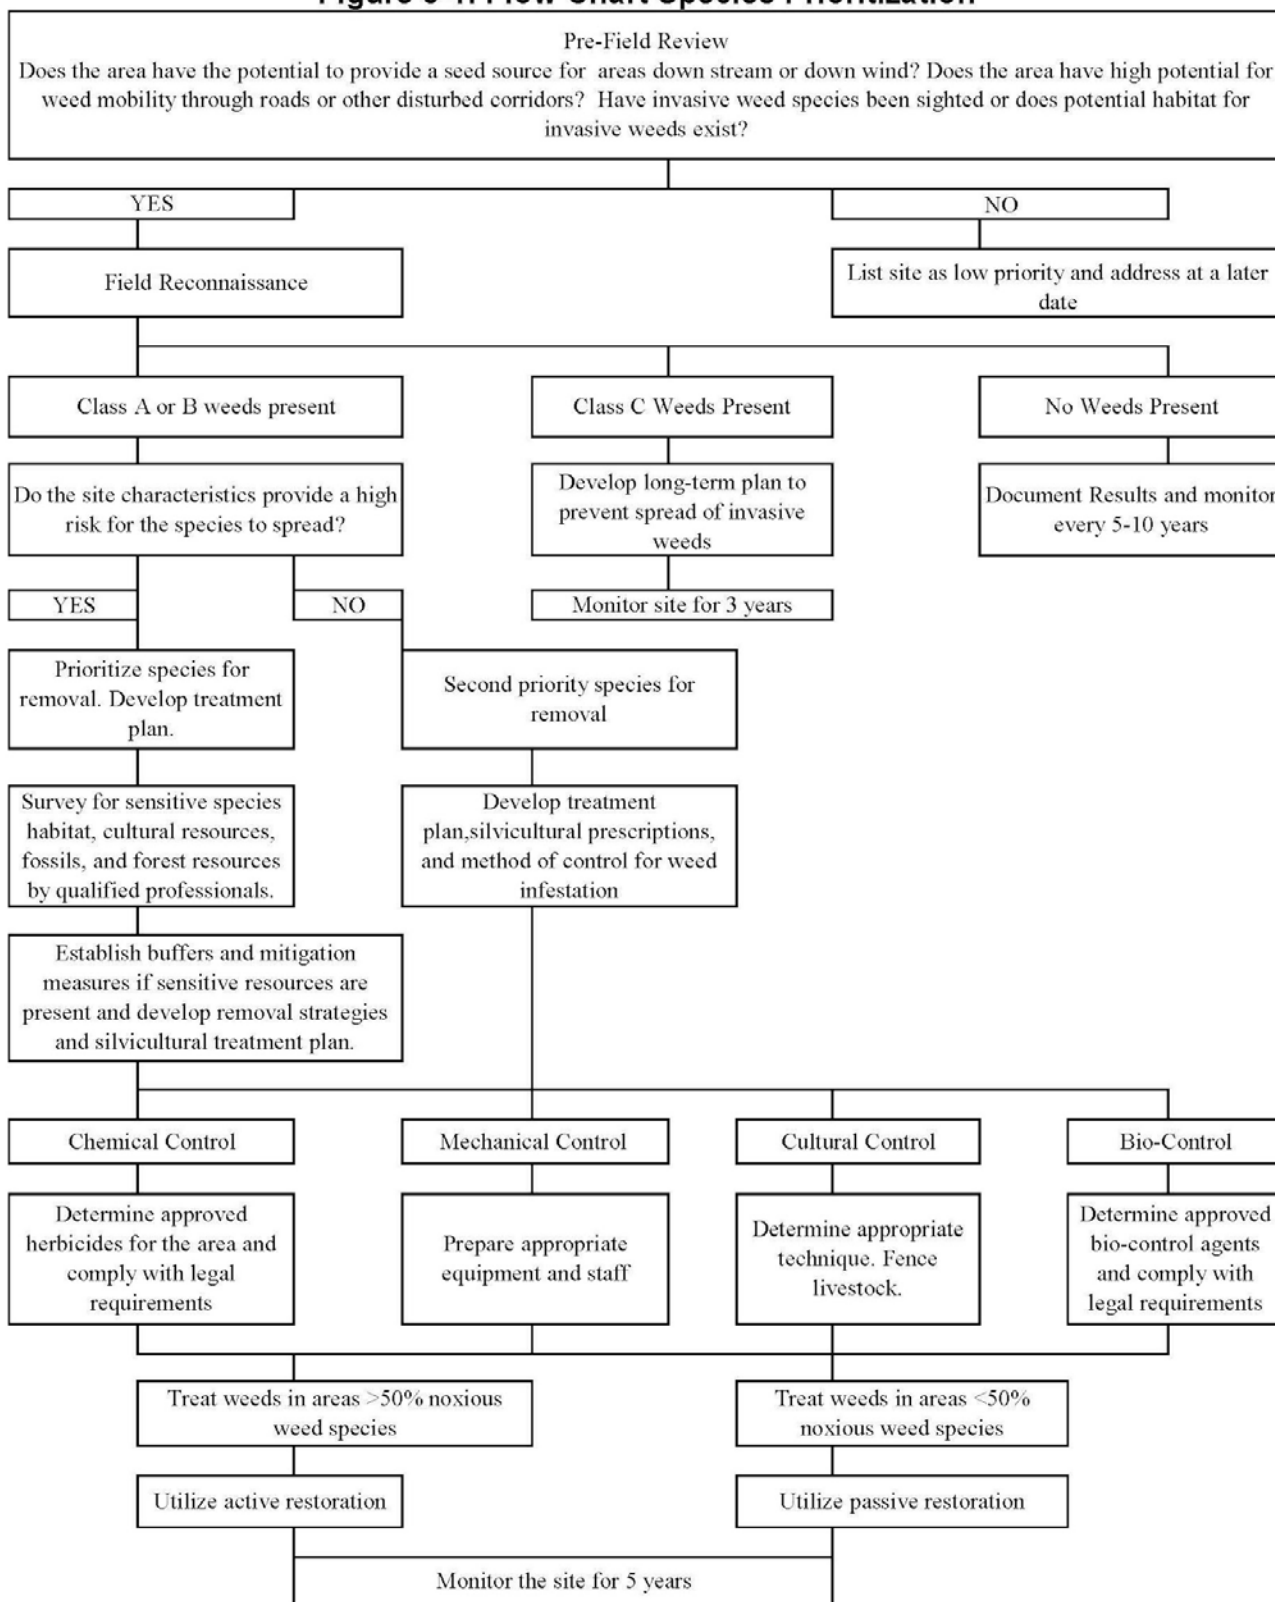 Pre-Field Review
Does the area have the potential to provide a seed source for areas down stream or down wind? Does the area have high potential for
weed mobility through roads or other disturbed corridors? Have invasive weed species been sighted or does potential habitat for
invasive weeds exist?
YES
NO
Field Reconnaissance
List site as low priority and address at a later
date
Class A or B weeds present
Class C Weeds Present
No Weeds Present
Do the site characteristics provide a high
risk for the species to spread?
Develop long-term plan to
prevent spread of invasive
weeds
Document Results and monitor
every 5-10 years
YES
NO
Monitor site for 3 years
Prioritize species for
removal. Develop treatment
plan.
Second priority species for
removal
Survey for sensitive species
habitat, cultural resources,
fossils, and forest resources
by qualified professionals.
Develop treatment
plan,silvicultural prescriptions,
and method of control for weed
infestation
Establish buffers and mitigation
measures if sensitive resources are
present and develop removal strategies
and silvicultural treatment plan.
Chemical Control
Mechanical Control
Cultural Control
Bio-Control
Determine approved
herbicides for the area and
comply with legal
requirements
Prepare appropriate
equipment and staff
Determine appropriate
technique. Fence
livestock.
Determine approved
bio-control agents
and comply with
legal requirements
Treat weeds in areas >50% noxious
weed species
Treat weeds in areas <50%
noxious weed species
Utilize active restoration
Utilize passive restoration
Monitor the site for 5 years